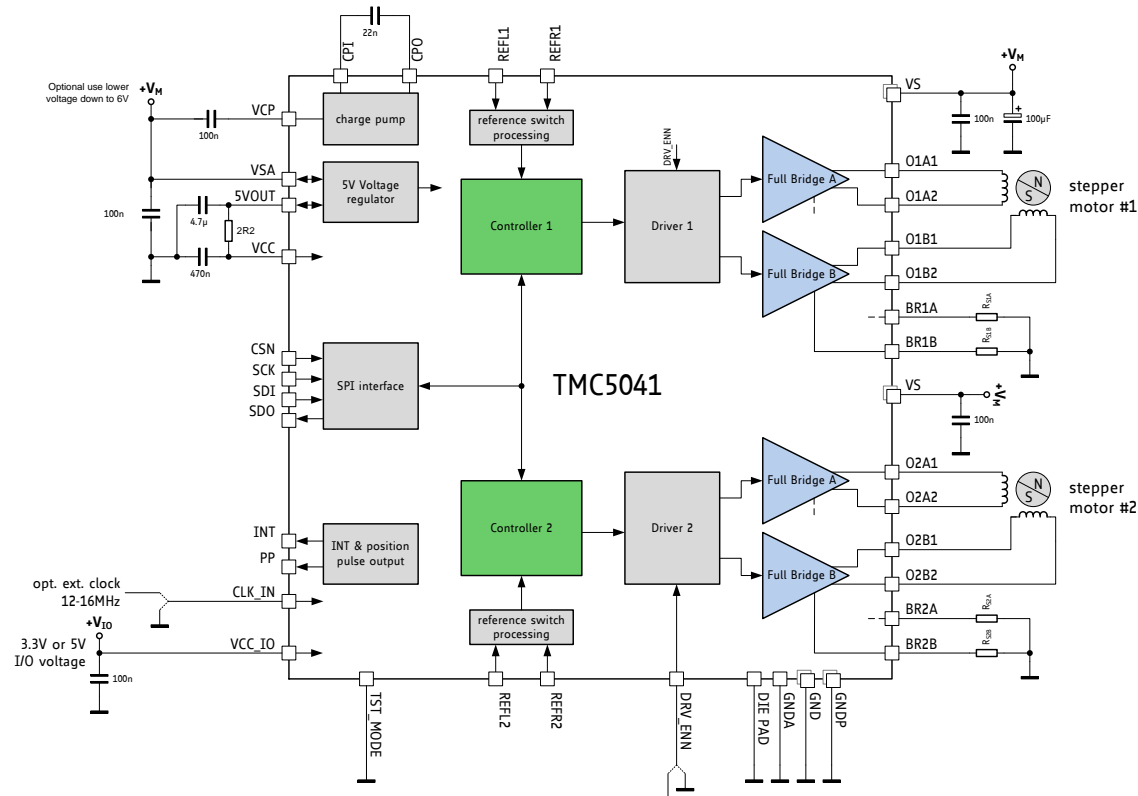 CPI
22n
CPO
REFL1
REFR1
Optional use lower
voltage down to 6V
+VM
100n
VCP
charge pump
reference switch
processing
+VM
VS
100n
100µF
+
VSA
5VOUT
5V Voltage
regulator
100n
4.7µ
2R2
VCC
470n
Controller 1
DRV_ENN
Driver 1
Full Bridge A
Full Bridge B
O1A1
O1A2
O1B1
O1B2
BR1A
RS1A
BR1B
RS1B
N
S
stepper
motor #1
CSN
SCK
SDI
SDO
SPI interface
TMC5041
VS
+VM
100n
Controller 2
Driver 2
Full Bridge A
Full Bridge B
O2A1
O2A2
O2B1
O2B2
BR2A
RS2A
BR2B
RS2B
N
S
stepper
motor #2
INT
PP
INT & position
pulse output
opt. ext. clock
12-16MHz
CLK_IN
+VIO
3.3V or 5V
I/O voltage
VCC_IO
100n
reference switch
processing
TST_MODE
REFL2
REFR2
DRV_ENN
DIE PAD
GNDA
GND
GNDP